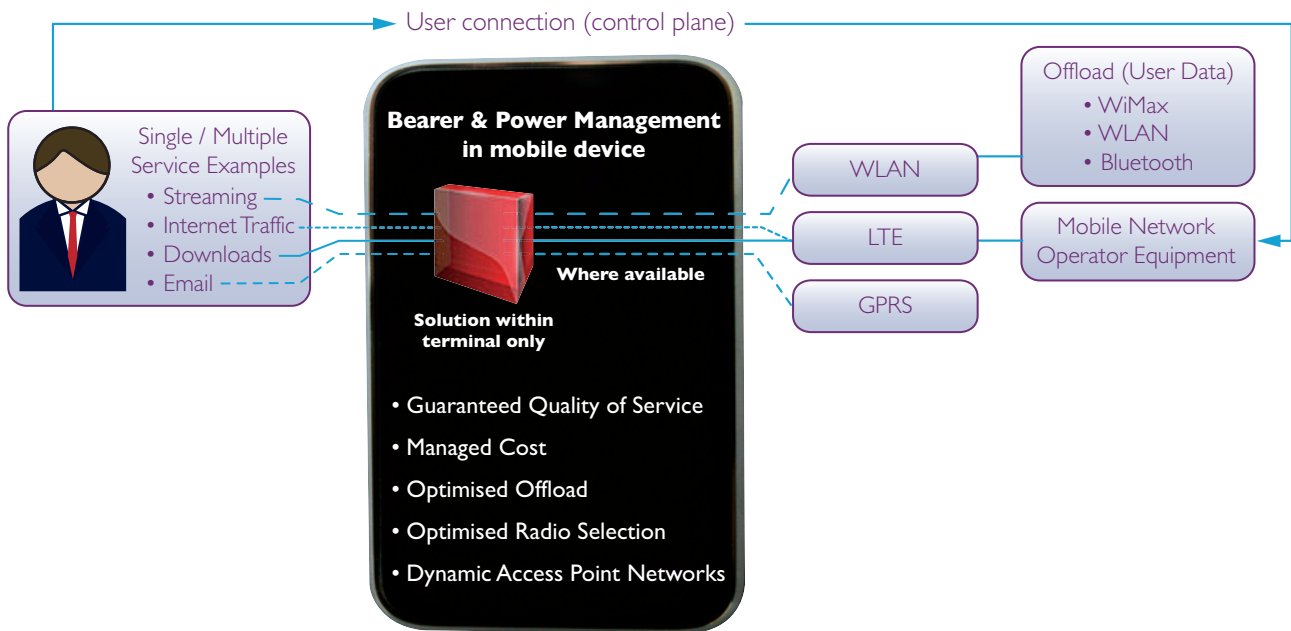 User connection (control plane)
Single / Multiple
Service Examples
• Streaming
• Internet Traffic
• Downloads
• Email
Bearer & Power Management
in mobile device
Where available
Solution within
terminal only
• Guaranteed Quality of Service
• Managed Cost
• Optimised Offload
• Optimised Radio Selection
• Dynamic Access Point Networks
WLAN
LTE
GPRS
Offload (User Data)
• WiMax
• WLAN
• Bluetooth
Mobile Network
Operator Equipment